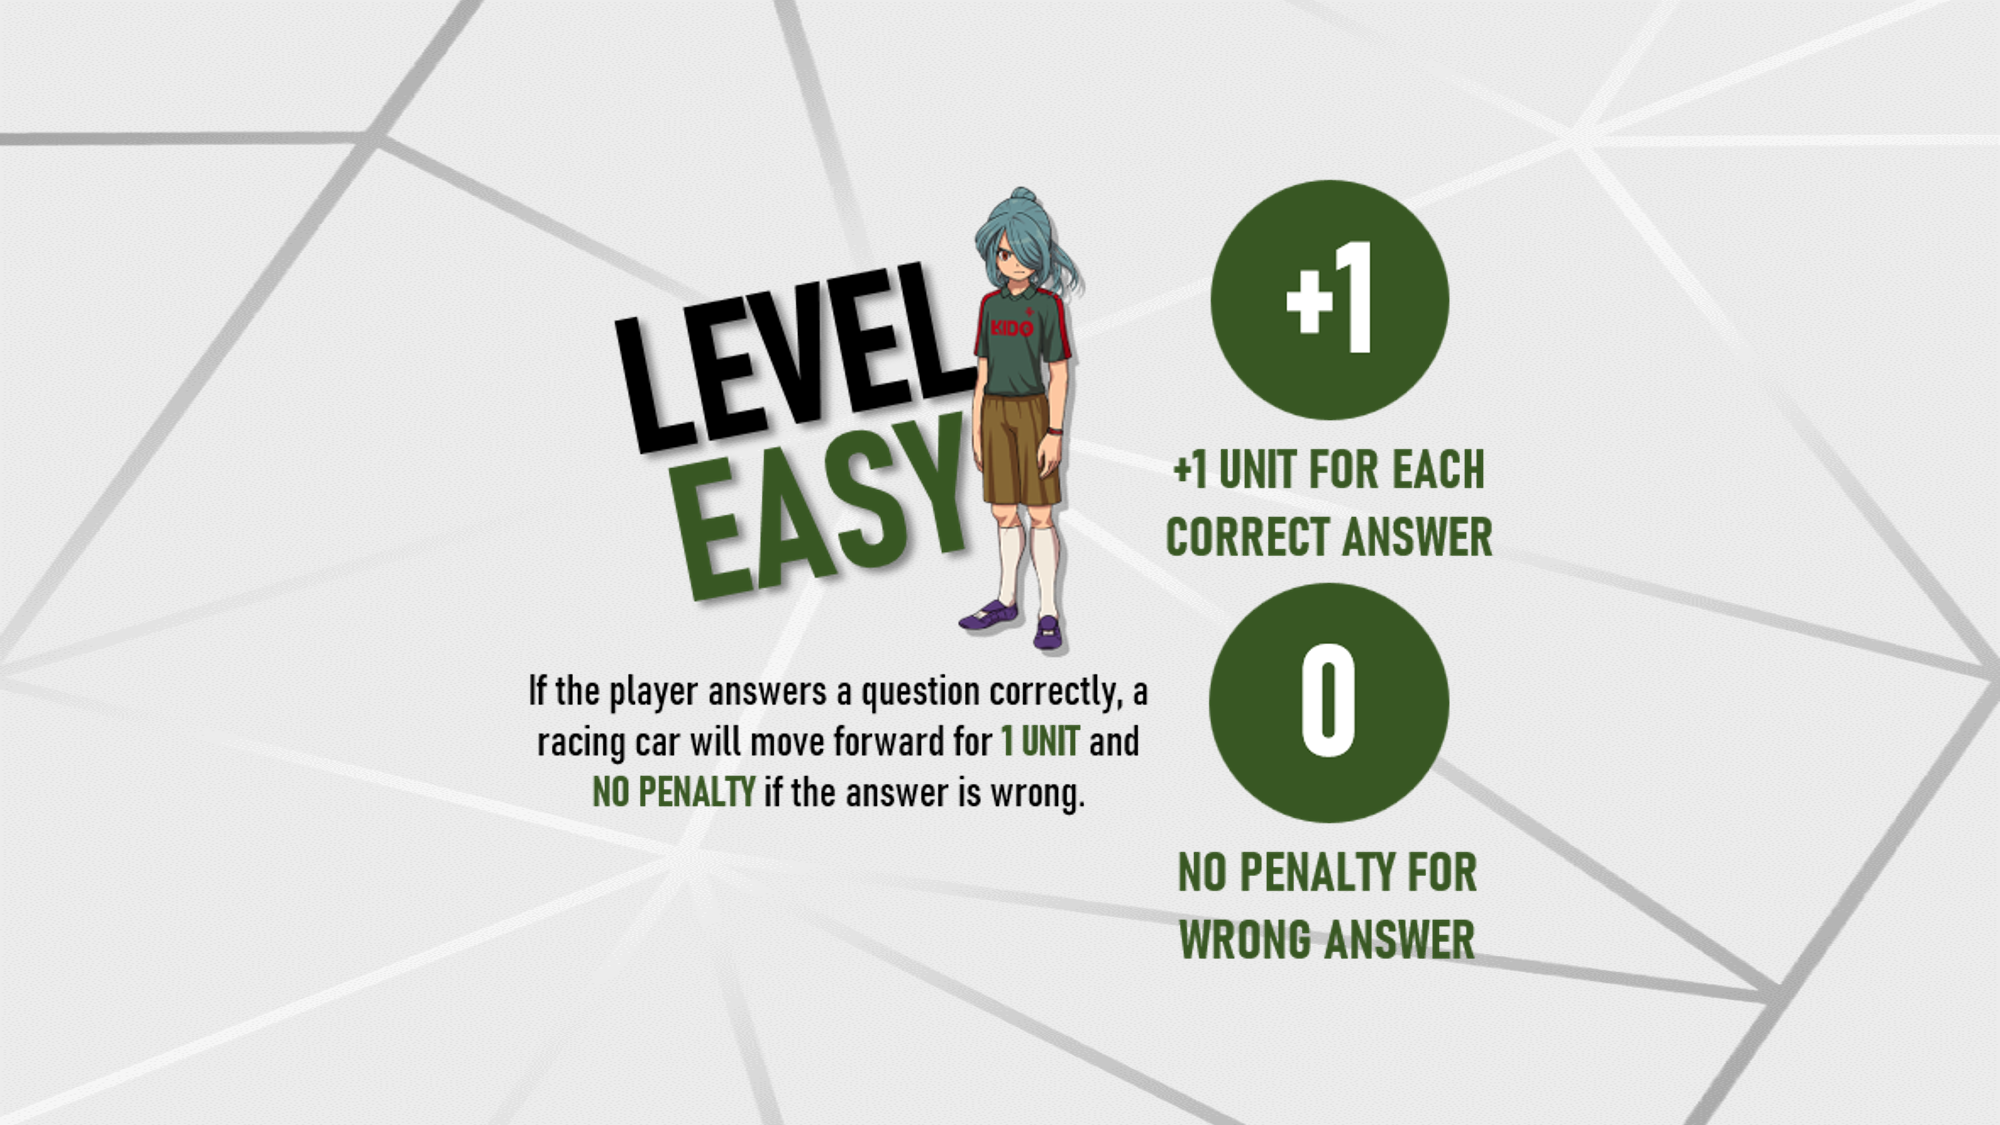 LEVEL
EASY
KIDO
If the player answers a question correctly, a
racing car will move forward for 1 UNIT and
NO PENALTY if the answer is wrong.
+1
+1 UNIT FOR EACH
CORRECT ANSWER
0
NO PENALTY FOR
WRONG ANSWER